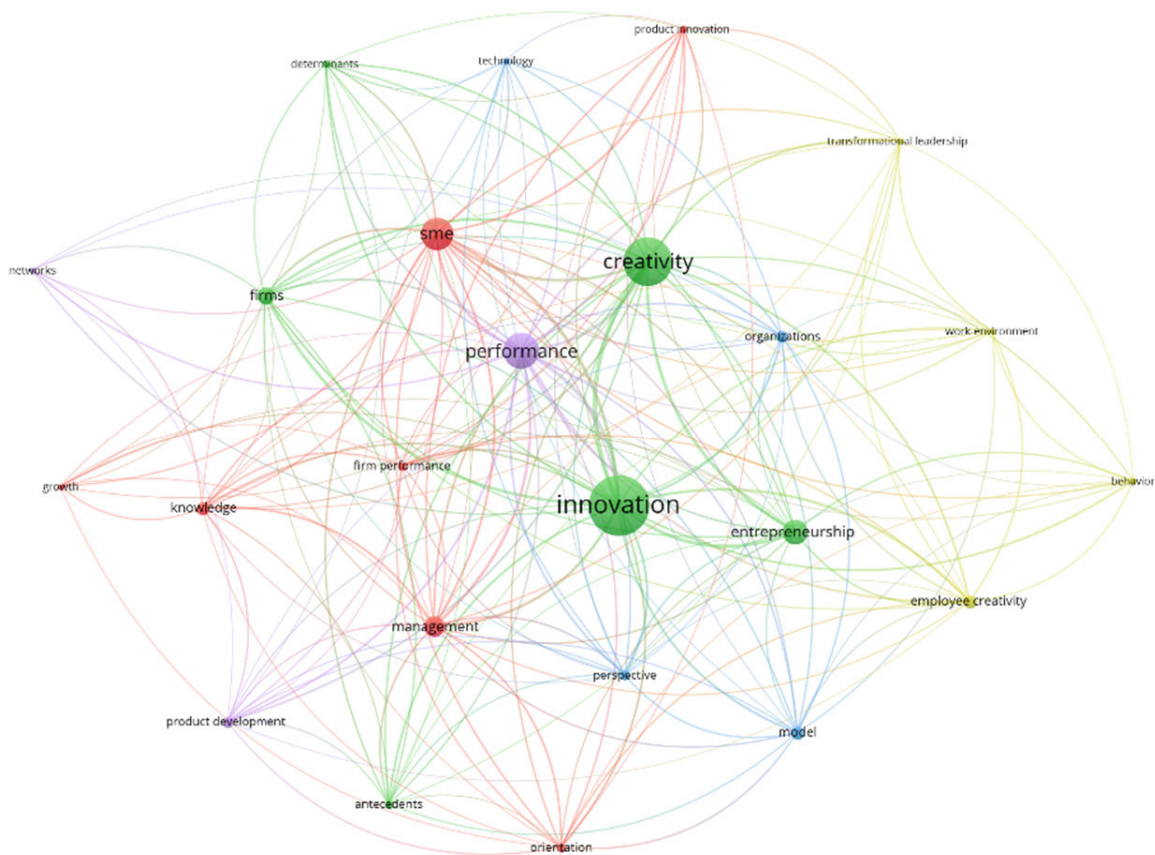 product innovation
determinants
technology
transformational leadership
sme
creativity
networks
firms
organizations
work environment
performance
firm performance
growth
knowledge
behavior
innovation
entrepreneurship
employee creativity
management
perspective
product development
model
antecedents
orientation